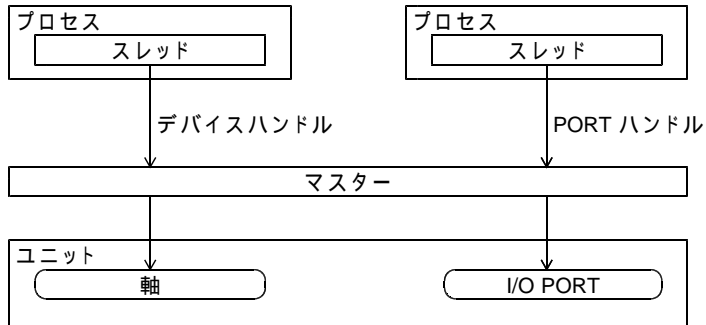 プロセス
プロセス
スレッド
スレッド
デバイスハンドル
PORT ハンドル
マスター
ユニット
軸
I/O PORT